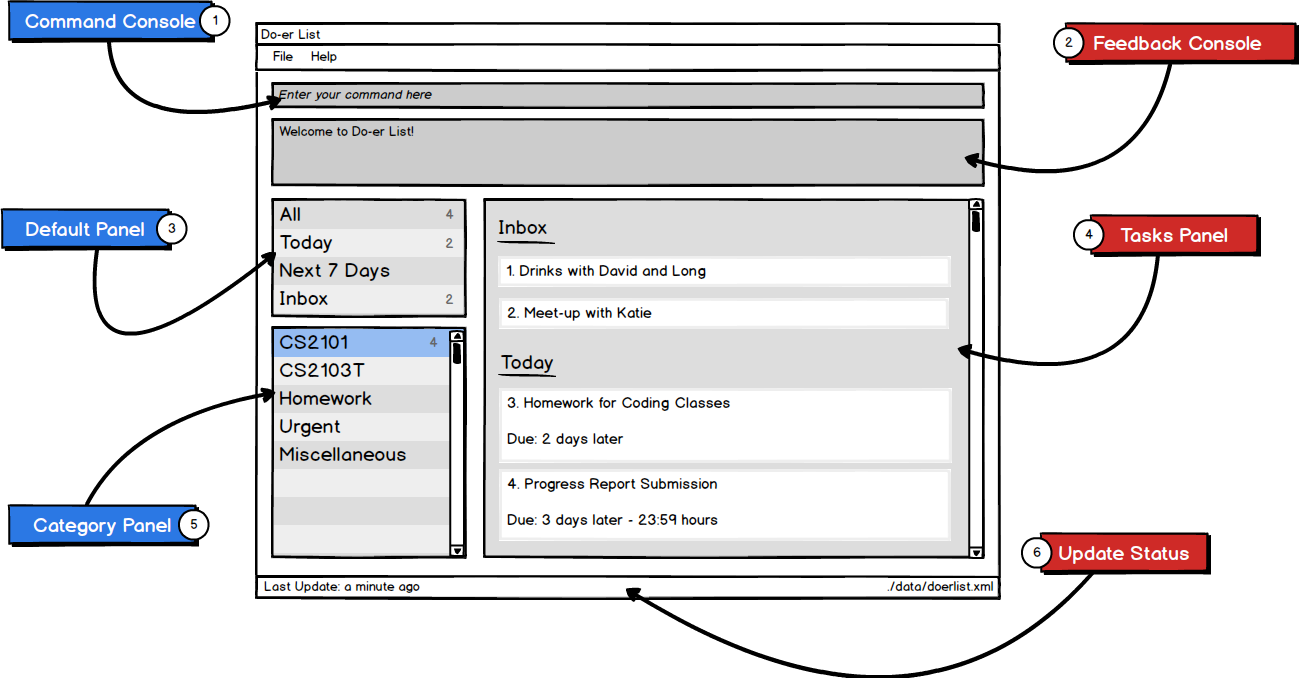 Command Console 1
2 Feedback Console
Do-er List
File Help
Enter your command here
Welcome to Do-er List!
Default Panel 3
All 4
Today 2
Next 7 Days
Inbox 2
CS2101 4
CS2103T
Homework
Urgent
Miscellaneous
Category Panel 5
4 Tasks Panel
Inbox
1. Drinks with David and Long
2. Meet-up with Katie
Today
3. Homework for Coding Classes
Due: 2 days later
4. Progress Report Submission
Due: 3 days later - 23:59 hours
6 Update Status
Last Update: a minute ago ./data/doerlist.xml